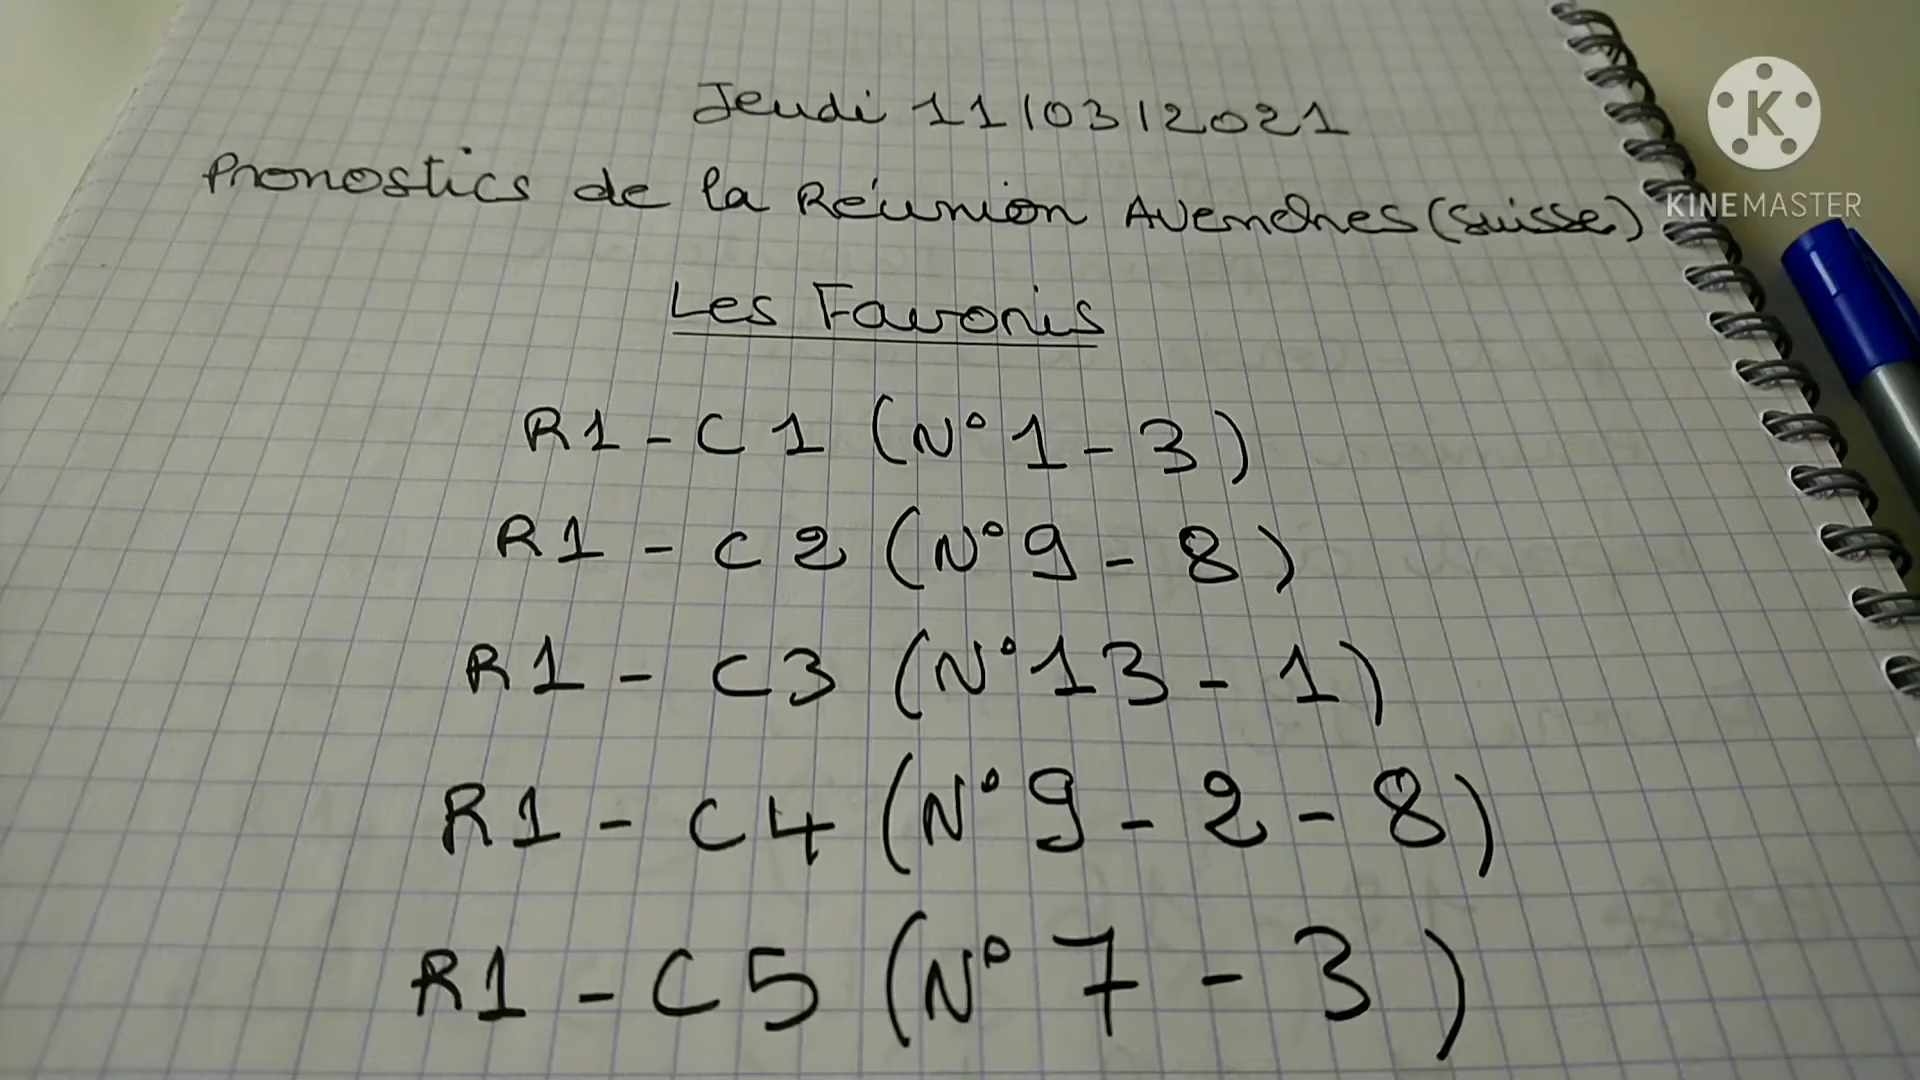 Jeudi 11/03/2021
Pronostics de la Réunion Avenches (Suisse)
Les Favoris
R1 - C1 (N° 1 - 3)
R1 - C2 (N° 9 - 8)
R1 - C3 (N° 13 - 1)
R1 - C4 (N° 9 - 2 - 8)
R1 - C5 (N° 7 - 3)
K
KINEMASTER